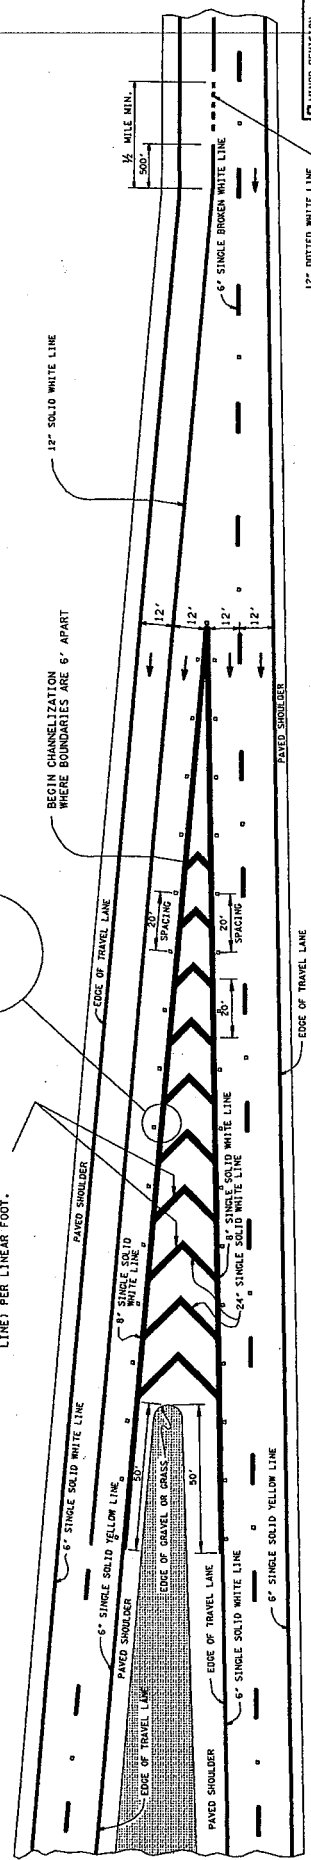 ½ MILE MIN.
500'
6" SINGLE BROKEN WHITE LINE
12" DOTTED WHITE LINE
12" SOLID WHITE LINE
12'
12'
12'
12'
BEGIN CHANNELIZATION
WHERE BOUNDARIES ARE 6' APART
PAVED SHOULDER
EDGE OF TRAVEL LANE
20'
SPACING
20'
SPACING
20'
EDGE OF TRAVEL LANE
PAVED SHOULDER
LINE) PER LINEAR FOOT.
8" SINGLE SOLID
WHITE LINE
8" SINGLE SOLID WHITE LINE
24" SINGLE SOLID WHITE LINE
6" SINGLE SOLID WHITE LINE
50'
50'
EDGE OF GRAVEL OR GRASS
6" SINGLE SOLID YELLOW LINE
PAVED SHOULDER
EDGE OF TRAVEL LANE
EDGE OF TRAVEL LANE
6" SINGLE SOLID WHITE LINE
PAVED SHOULDER
6" SINGLE SOLID YELLOW LINE